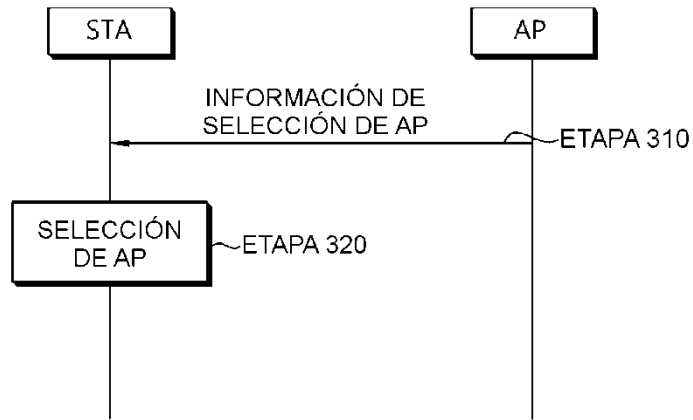 STA
AP
INFORMACIÓN DE
SELECCIÓN DE AP
ETAPA 310
SELECCIÓN
DE AP
ETAPA 320